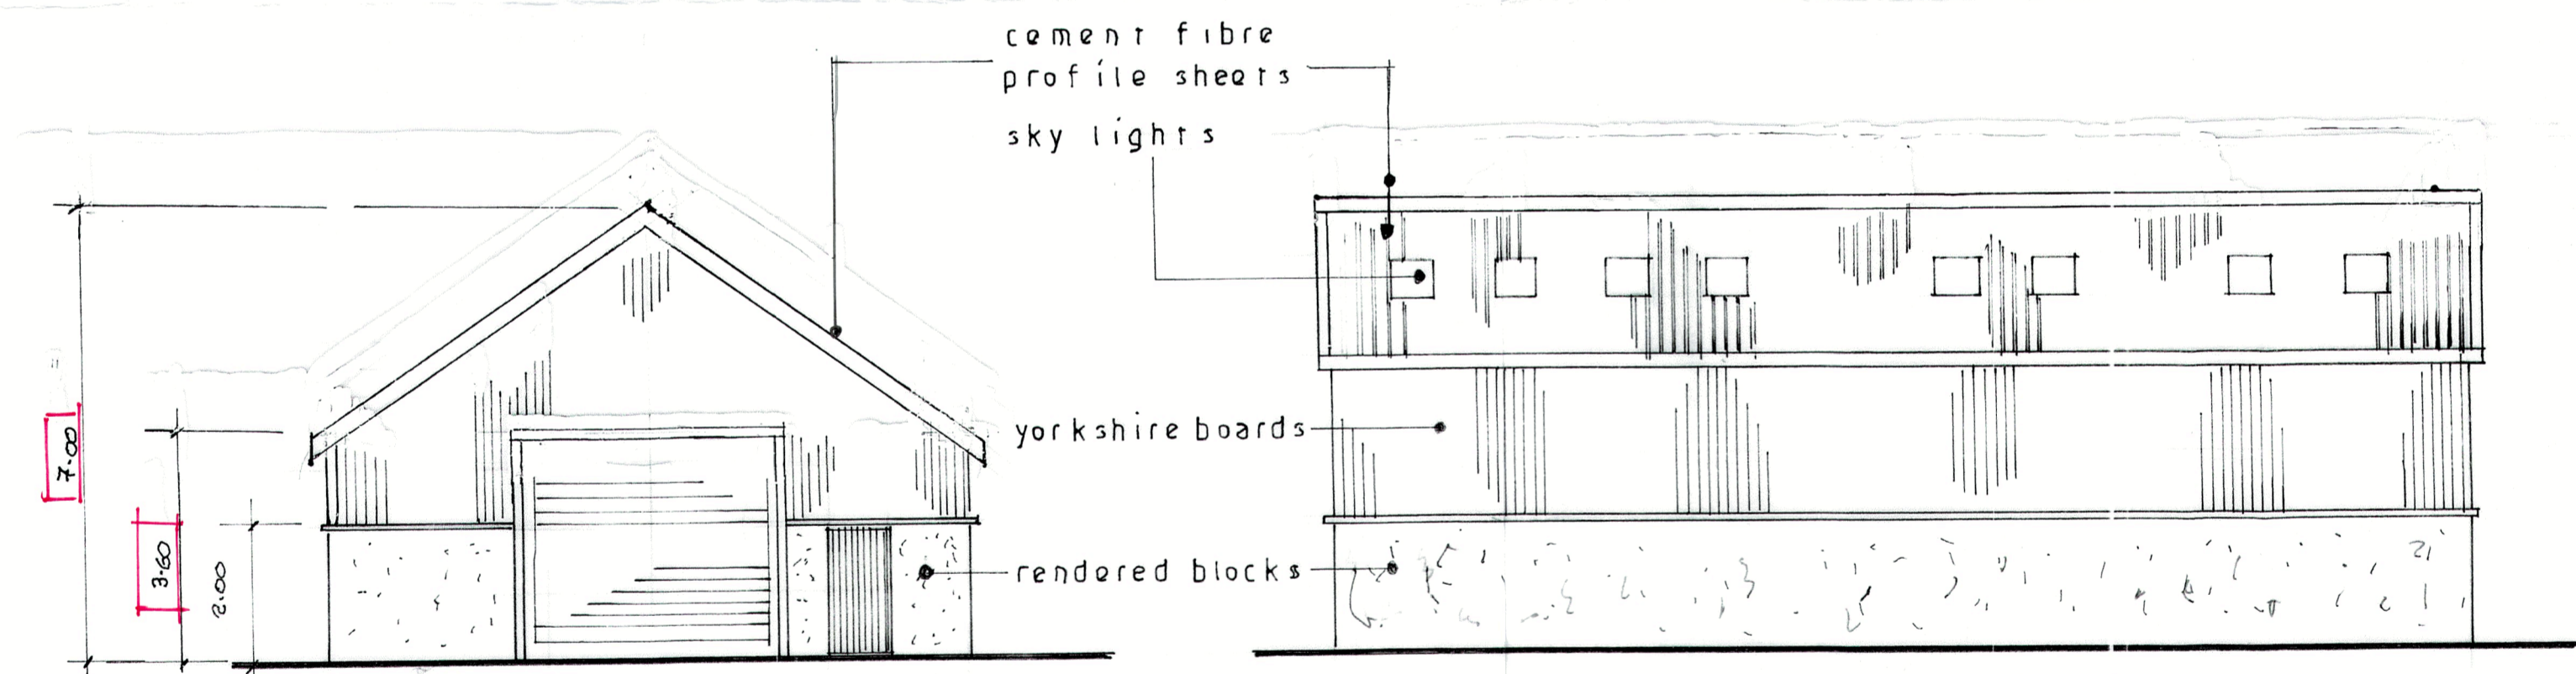 cement fibre
profile sheets
sky lights
yorkshire boards
rendered blocks
7.00
3.60
2.00